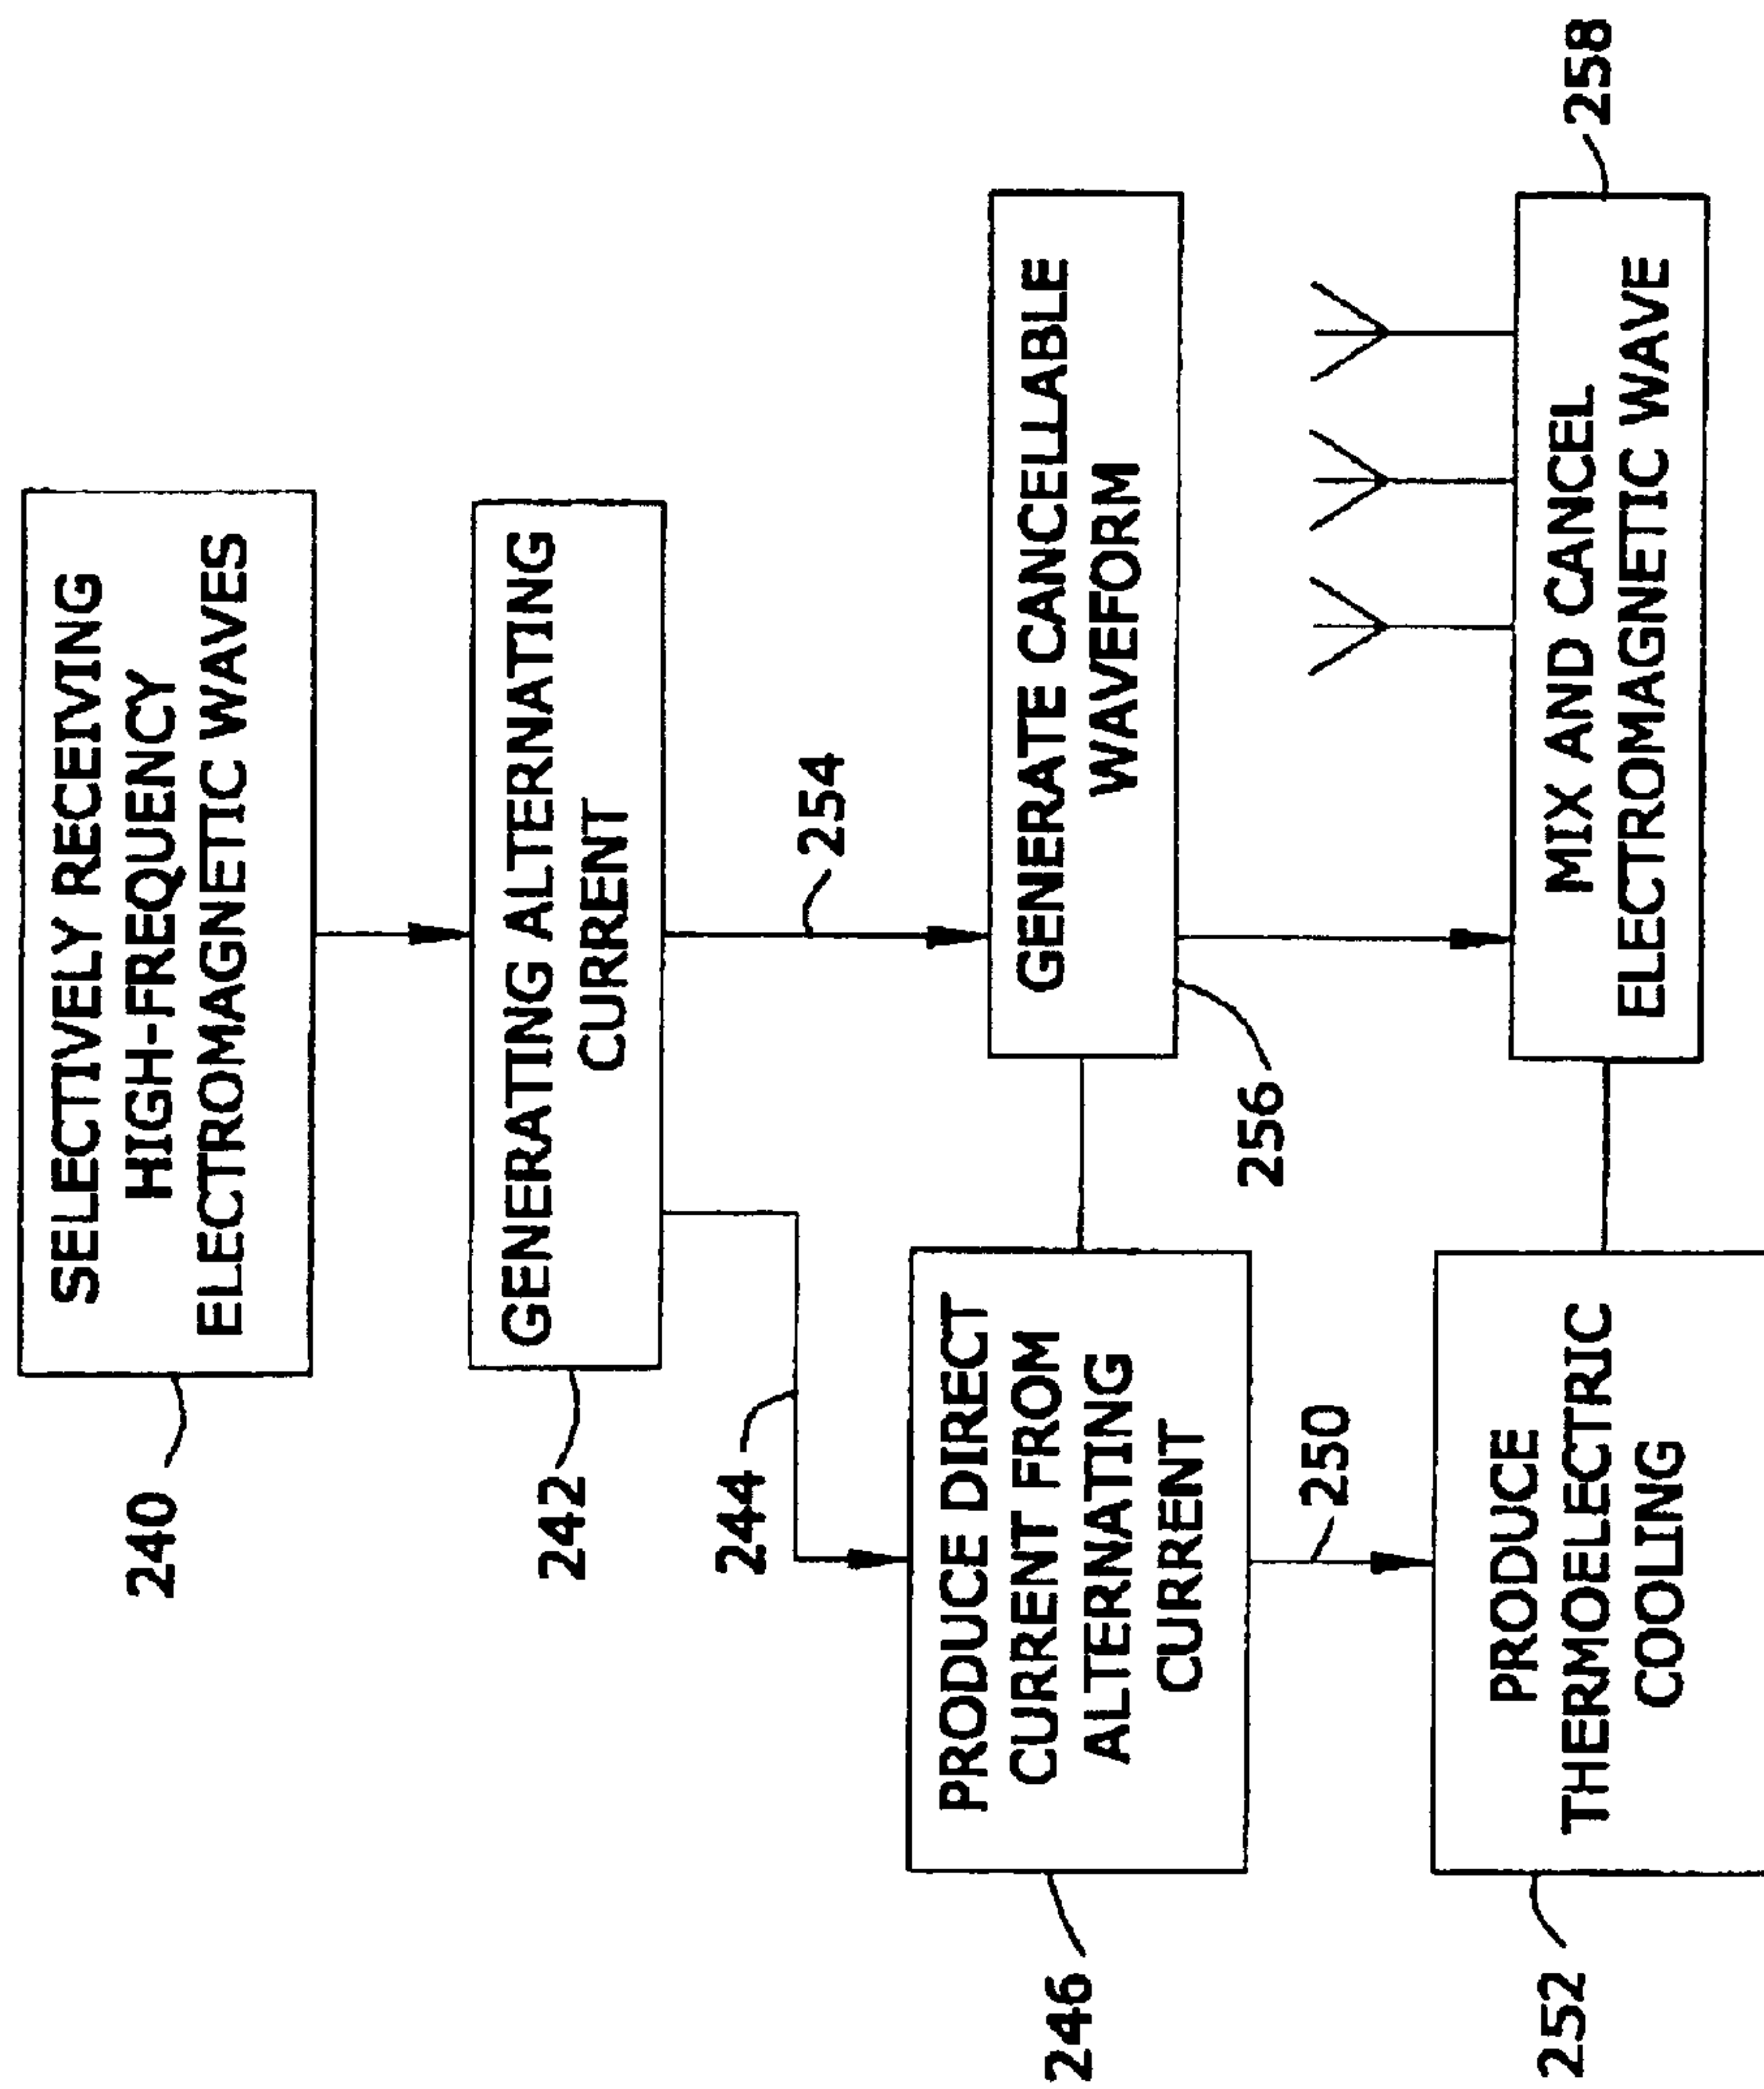 240
SELECTIVELY RECEIVING
HIGH-FREQUENCY
ELECTROMAGNETIC WAVES
242
GENERATING ALTERNATING
CURRENT
244
254
246
PRODUCE DIRECT
CURRENT FROM
ALTERNATING
CURRENT
GENERATE CANCELLABLE
WAVEFORM
256
250
252
PRODUCE
THERMOELECTRIC
COOLING
MIX AND CANCEL
ELECTROMAGNETIC WAVE
258